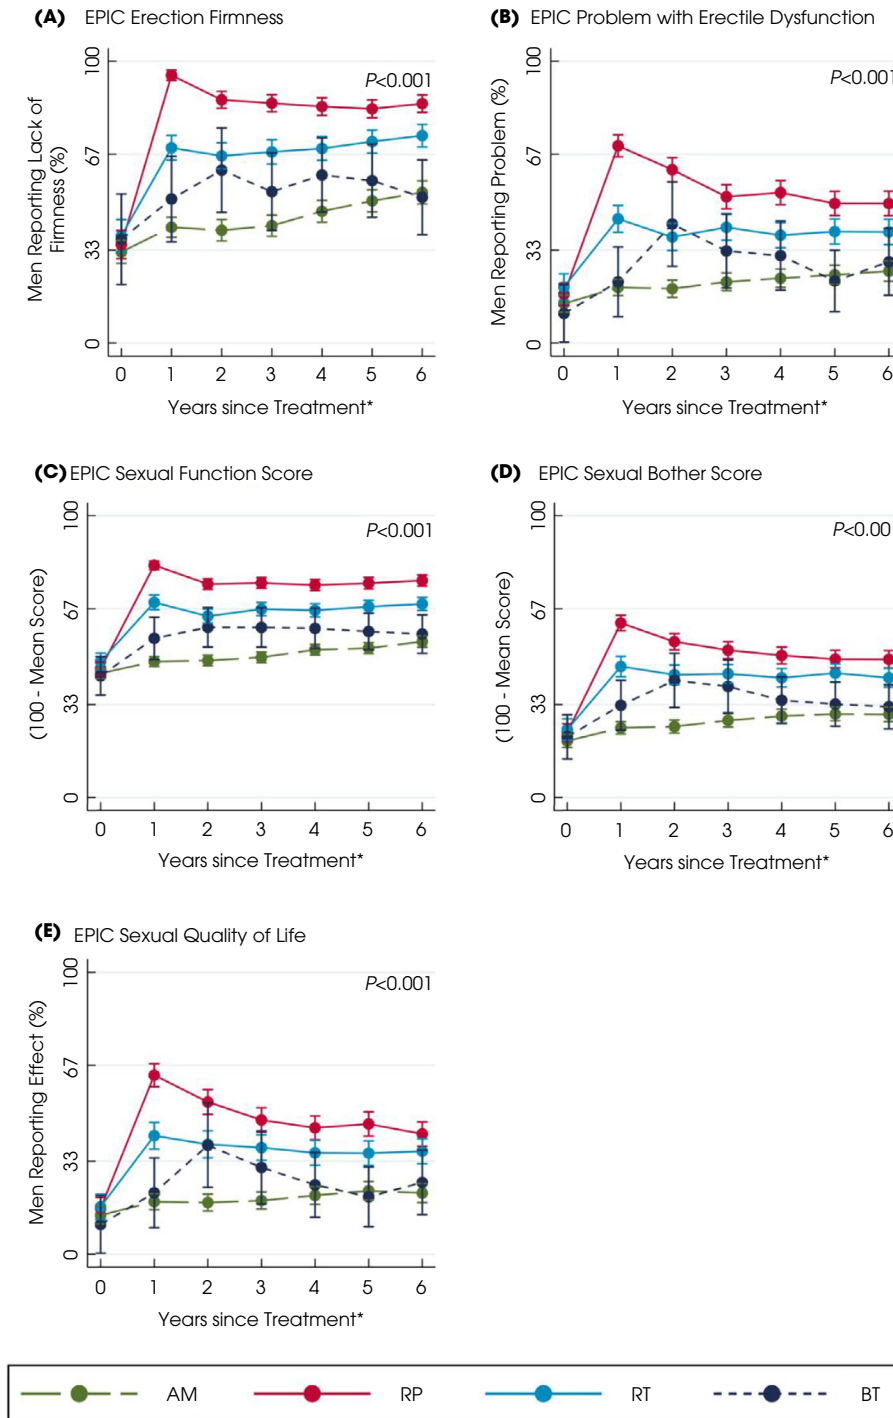 (A) EPIC Erection Firmness
P<0.001
Men Reporting Lack of
Firmness (%)
100
67
33
0
0 1 2 3 4 5 6
Years since Treatment*
(B) EPIC Problem with Erectile Dysfunction
P<0.001
Men Reporting Problem (%)
100
67
33
0
0 1 2 3 4 5 6
Years since Treatment*
(C) EPIC Sexual Function Score
P<0.001
(100 - Mean Score)
100
67
33
0
0 1 2 3 4 5 6
Years since Treatment*
(D) EPIC Sexual Bother Score
P<0.00
(100 - Mean Score)
100
67
33
0
0 1 2 3 4 5 6
Years since Treatment*
(E) EPIC Sexual Quality of Life
P<0.001
Men Reporting Effect (%)
100
67
33
0
0 1 2 3 4 5 6
Years since Treatment*
AM RP RT BT